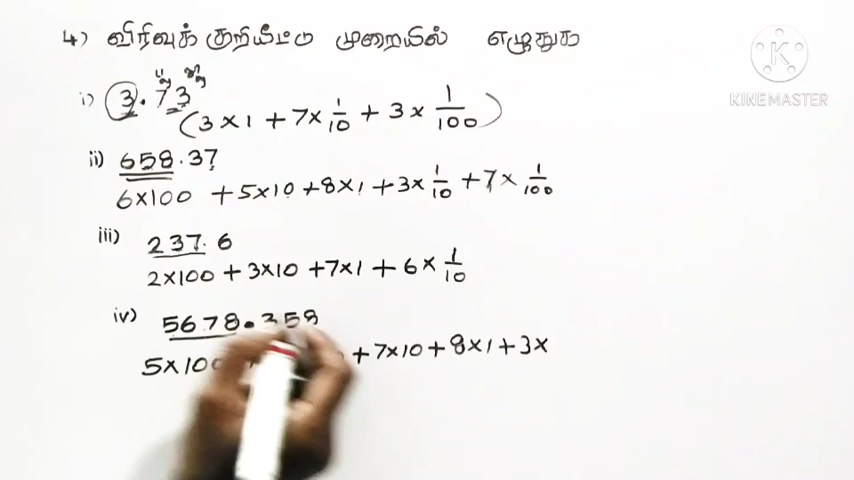 4) விரிவுக் குறியீட்டு முறையில் எழுதுக
i) 3.73
(3×1 + 7×1/10 + 3×1/100)
ii) 658.37
6×100 + 5×10 + 8×1 + 3×1/10 + 7×1/100
iii) 237.6
2×100 + 3×10 + 7×1 + 6×1/10
iv) 5678.358
5×100 + 7×10 + 8×1 + 3×
KINEMASTER